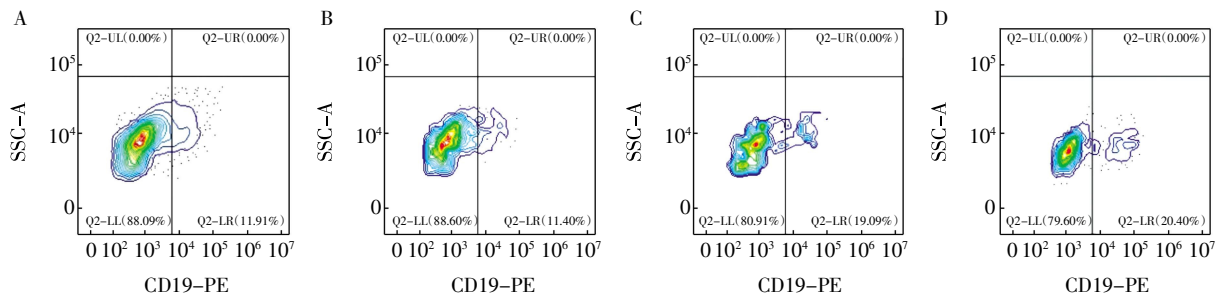 A
Q2-UL(0.00%) Q2-UR(0.00%)
10⁵
10⁴
0
SSC-A
Q2-LL(88.09%) Q2-LR(11.91%)
0 10² 10³ 10⁴ 10⁵ 10⁶ 10⁷
CD19-PE
B
Q2-UL(0.00%) Q2-UR(0.00%)
10⁵
10⁴
0
SSC-A
Q2-LL(88.60%) Q2-LR(11.40%)
0 10² 10³ 10⁴ 10⁵ 10⁶ 10⁷
CD19-PE
C
Q2-UL(0.00%) Q2-UR(0.00%)
10⁵
10⁴
0
SSC-A
Q2-LL(80.91%) Q2-LR(19.09%)
0 10² 10³ 10⁴ 10⁵ 10⁶ 10⁷
CD19-PE
D
Q2-UL(0.00%) Q2-UR(0.00%)
10⁵
10⁴
0
SSC-A
Q2-LL(79.60%) Q2-LR(20.40%)
0 10² 10³ 10⁴ 10⁵ 10⁶ 10⁷
CD19-PE